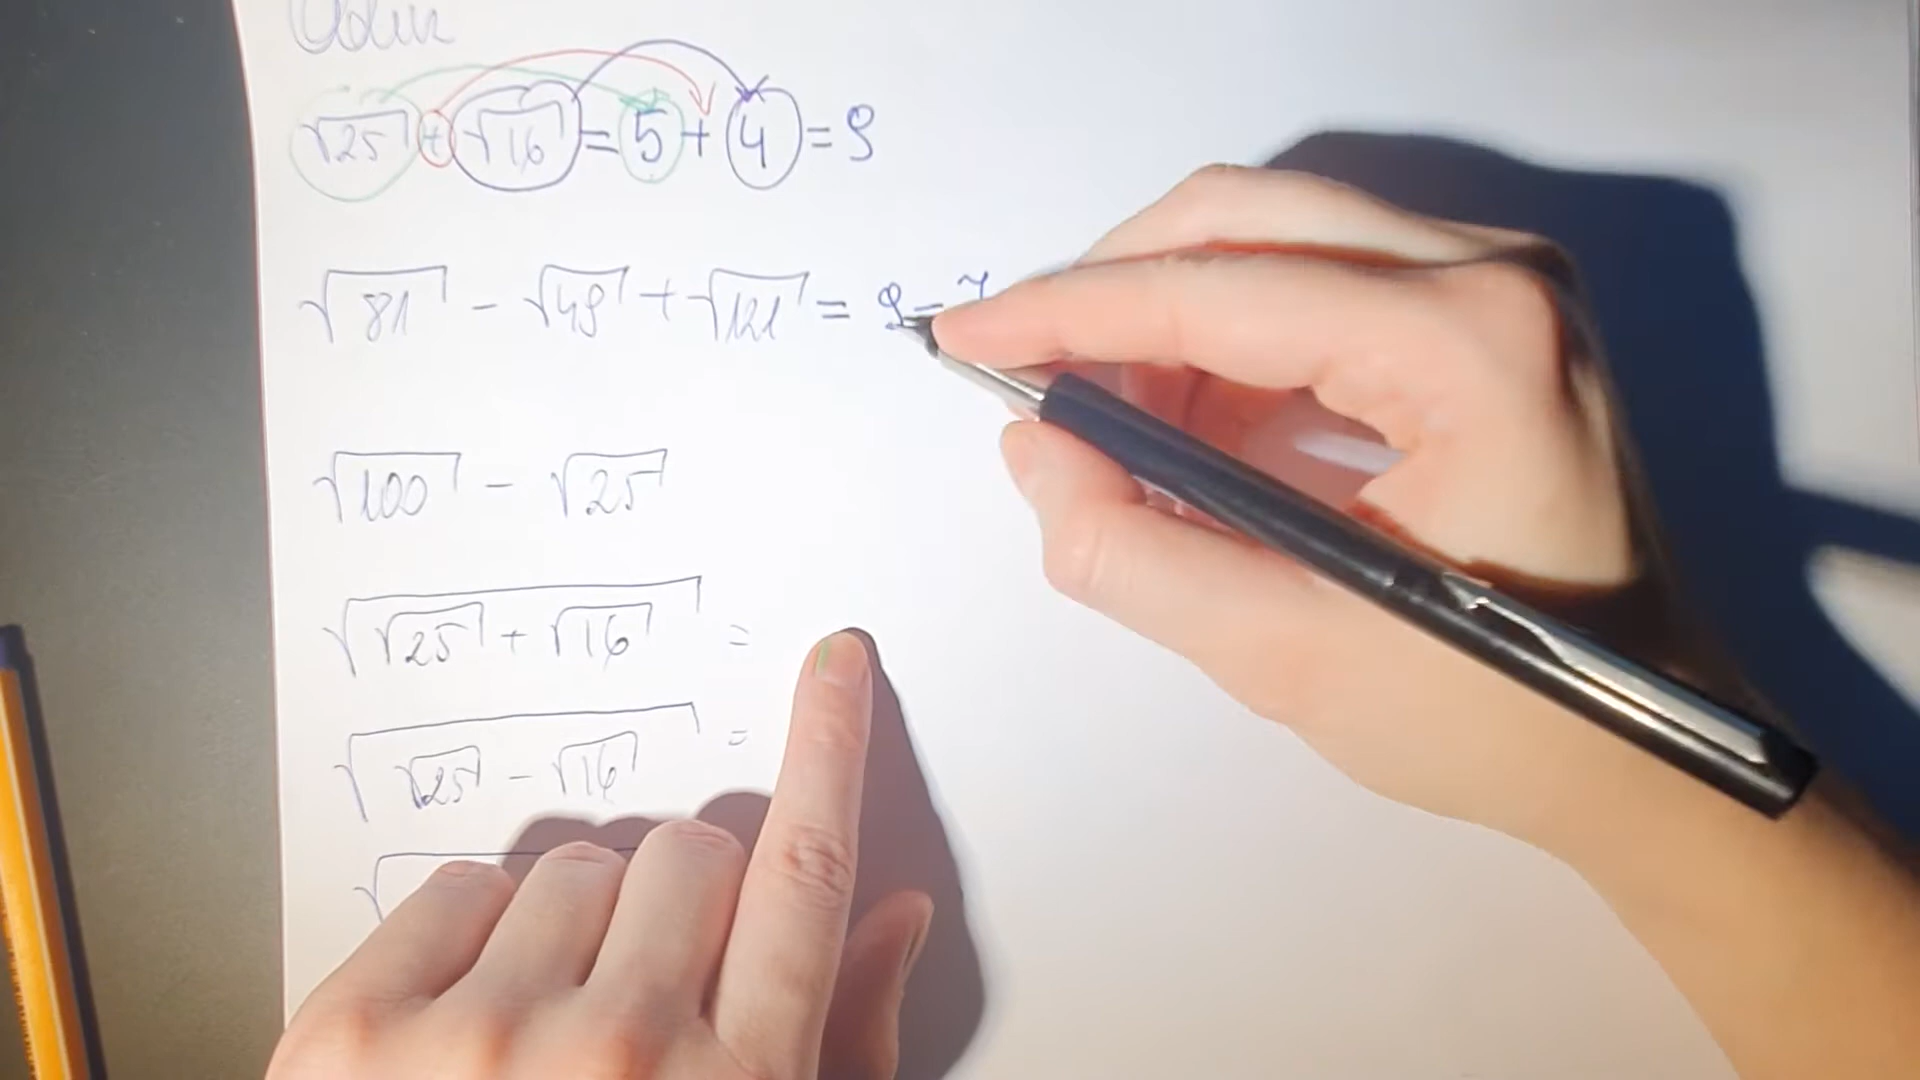 √25 + √16 = 5 + 4 = 9
√81 - √49 + √121 = 9 - 7
√100 - √25
√(√25 + √16) =
√(√25 - √16) =
√